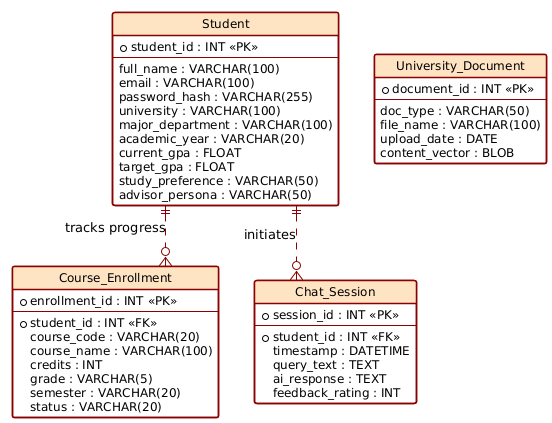 Student
student_id : INT «PK»
full_name : VARCHAR(100)
email : VARCHAR(100)
password_hash : VARCHAR(255)
university : VARCHAR(100)
major_department : VARCHAR(100)
academic_year : VARCHAR(20)
current_gpa : FLOAT
target_gpa : FLOAT
study_preference : VARCHAR(50)
advisor_persona : VARCHAR(50)
University_Document
document_id : INT «PK»
doc_type : VARCHAR(50)
file_name : VARCHAR(100)
upload_date : DATE
content_vector : BLOB
tracks progress
initiates
Course_Enrollment
enrollment_id : INT «PK»
student_id : INT «FK»
course_code : VARCHAR(20)
course_name : VARCHAR(100)
credits : INT
grade : VARCHAR(5)
semester : VARCHAR(20)
status : VARCHAR(20)
Chat_Session
session_id : INT «PK»
student_id : INT «FK»
timestamp : DATETIME
query_text : TEXT
ai_response : TEXT
feedback_rating : INT